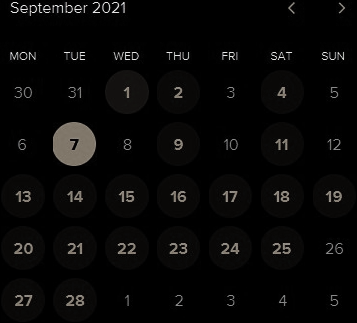 September 2021 < >
MON TUE WED THU FRI SAT SUN
30 31 1 2 3 4 5
6 7 8 9 10 11 12
13 14 15 16 17 18 19
20 21 22 23 24 25 26
27 28 1 2 3 4 5